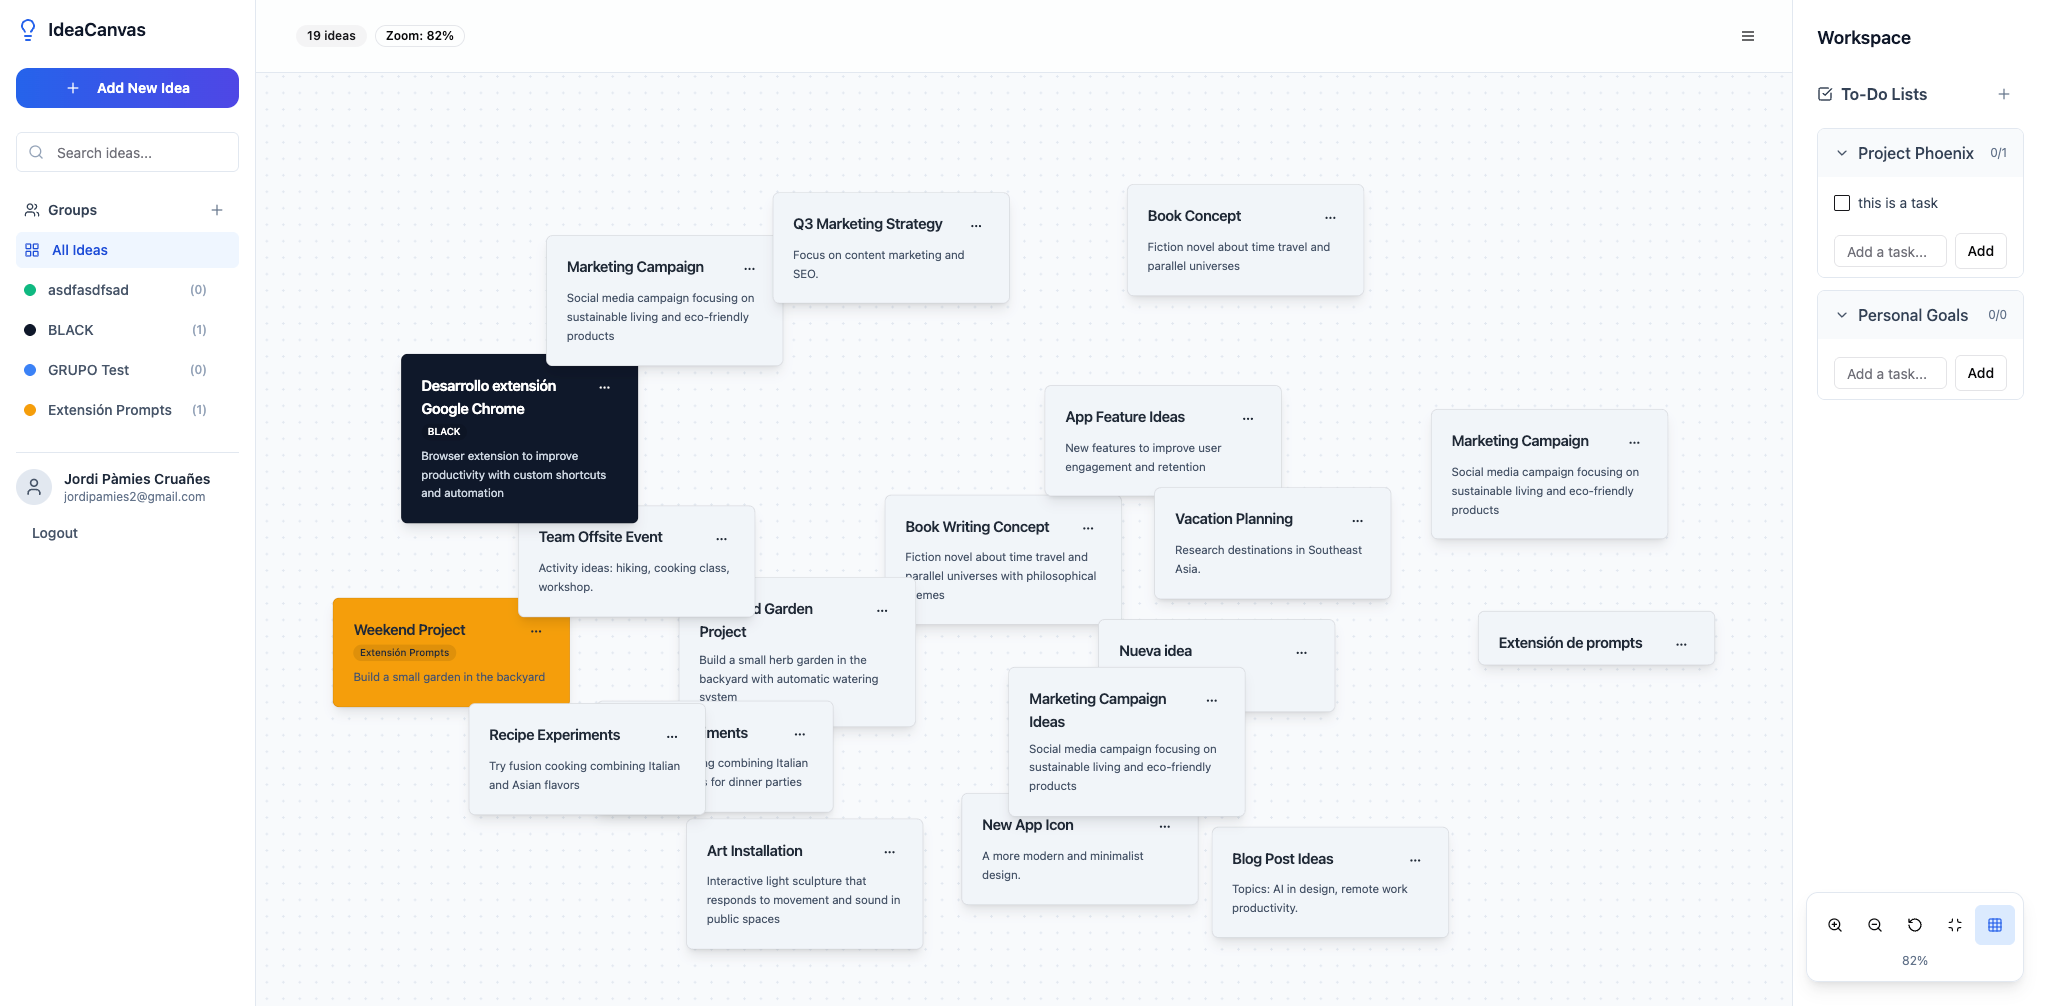 IdeaCanvas
Add New Idea
Search ideas...
Groups
All Ideas
asdfasdfsad (0)
BLACK (1)
GRUPO Test (0)
Extensión Prompts (1)
Jordi Pàmies Cruañes
jordipamies2@gmail.com
Logout
19 ideas
Zoom: 82%
Q3 Marketing Strategy
Focus on content marketing and
SEO.
Book Concept
Fiction novel about time travel and
parallel universes
Marketing Campaign
Social media campaign focusing on
sustainable living and eco-friendly
products
Desarrollo extensión
Google Chrome
BLACK
Browser extension to improve
productivity with custom shortcuts
and automation
App Feature Ideas
New features to improve user
engagement and retention
Marketing Campaign
Social media campaign focusing on
sustainable living and eco-friendly
products
Team Offsite Event
Activity ideas: hiking, cooking class,
workshop.
Book Writing Concept
Fiction novel about time travel and
parallel universes with philosophical
Vacation Planning
Research destinations in Southeast
Asia.
Weekend Project
Extensión Prompts
Build a small garden in the backyard
Garden
Project
Build a small herb garden in the
backyard with automatic watering
system
Nueva idea
Extensión de prompts
Marketing Campaign
Ideas
Social media campaign focusing on
sustainable living and eco-friendly
products
Recipe Experiments
Try fusion cooking combining Italian
and Asian flavors
combining Italian
for dinner parties
Art Installation
Interactive light sculpture that
responds to movement and sound in
public spaces
New App Icon
A more modern and minimalist
design.
Blog Post Ideas
Topics: AI in design, remote work
productivity.
Workspace
To-Do Lists
Project Phoenix 0/1
this is a task
Add a task... Add
Personal Goals 0/0
Add a task... Add
82%